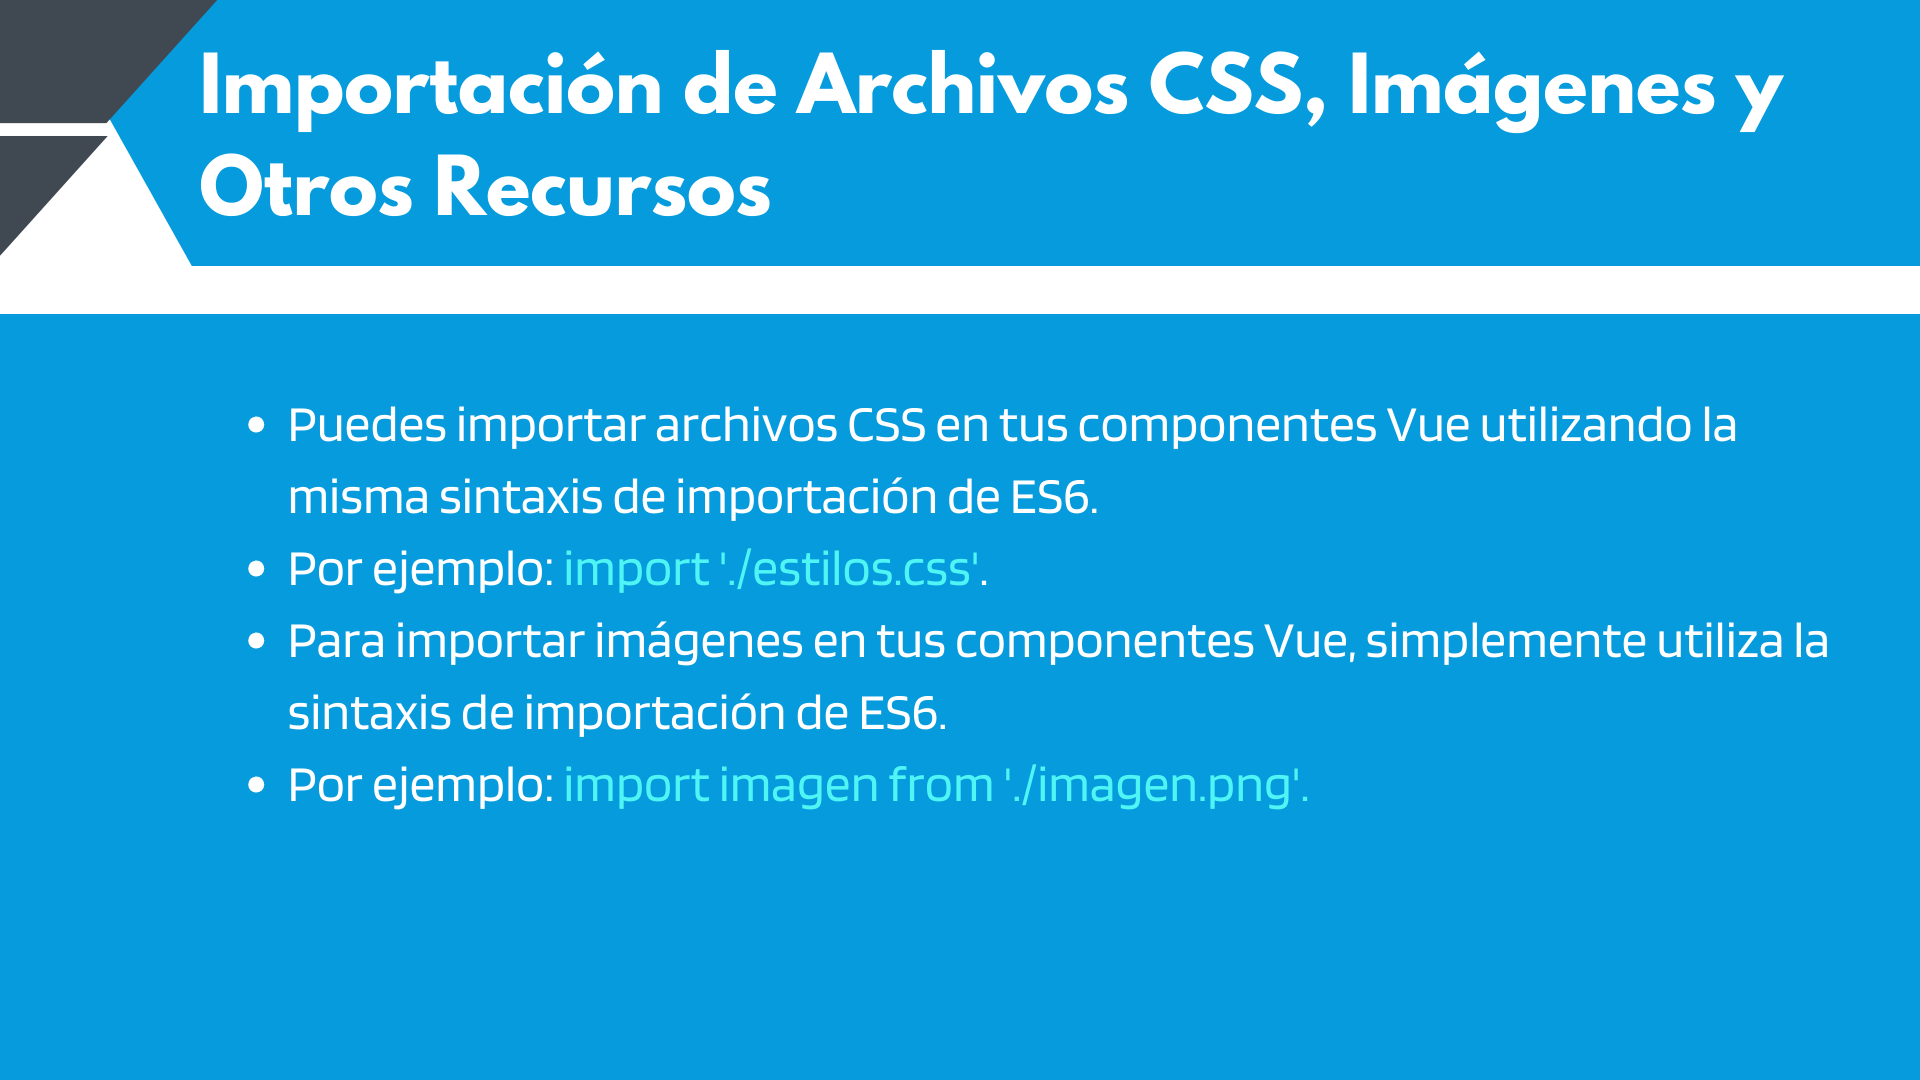 Importación de Archivos CSS, Imágenes y
Otros Recursos
• Puedes importar archivos CSS en tus componentes Vue utilizando la
misma sintaxis de importación de ES6.
• Por ejemplo: import './estilos.css'.
• Para importar imágenes en tus componentes Vue, simplemente utiliza la
sintaxis de importación de ES6.
• Por ejemplo: import imagen from './imagen.png'.